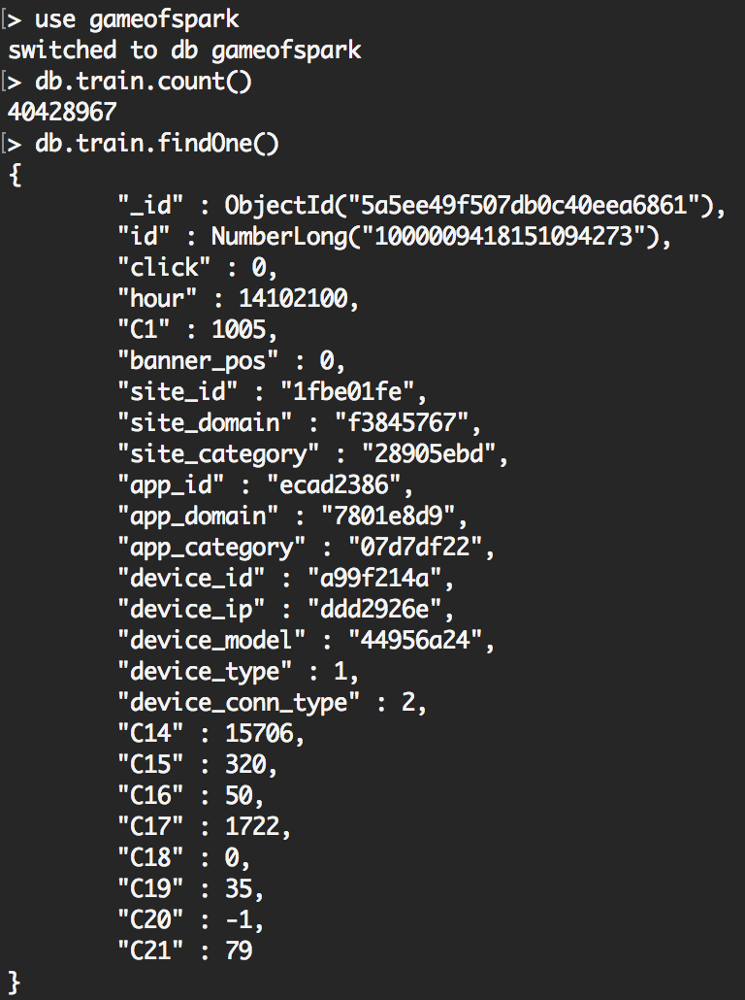 > use gameofspark
switched to db gameofspark
> db.train.count()
40428967
> db.train.findOne()
{
"_id" : ObjectId("5a5ee49f507db0c40eea6861"),
"id" : NumberLong("1000009418151094273"),
"click" : 0,
"hour" : 14102100,
"C1" : 1005,
"banner_pos" : 0,
"site_id" : "1fbe01fe",
"site_domain" : "f3845767",
"site_category" : "28905ebd",
"app_id" : "ecad2386",
"app_domain" : "7801e8d9",
"app_category" : "07d7df22",
"device_id" : "a99f214a",
"device_ip" : "ddd2926e",
"device_model" : "44956a24",
"device_type" : 1,
"device_conn_type" : 2,
"C14" : 15706,
"C15" : 320,
"C16" : 50,
"C17" : 1722,
"C18" : 0,
"C19" : 35,
"C20" : -1,
"C21" : 79
}